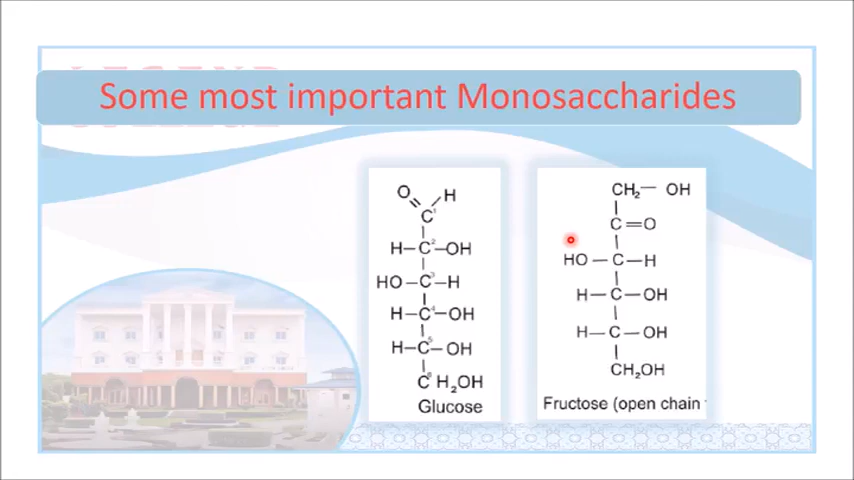 Some most important Monosaccharides
O H
C1
H-C2-OH
HO-C3-H
H-C4-OH
H-C5-OH
C6 H2OH
Glucose
CH2— OH
C=O
HO—C—H
H—C—OH
H—C—OH
CH2OH
Fructose (open chain